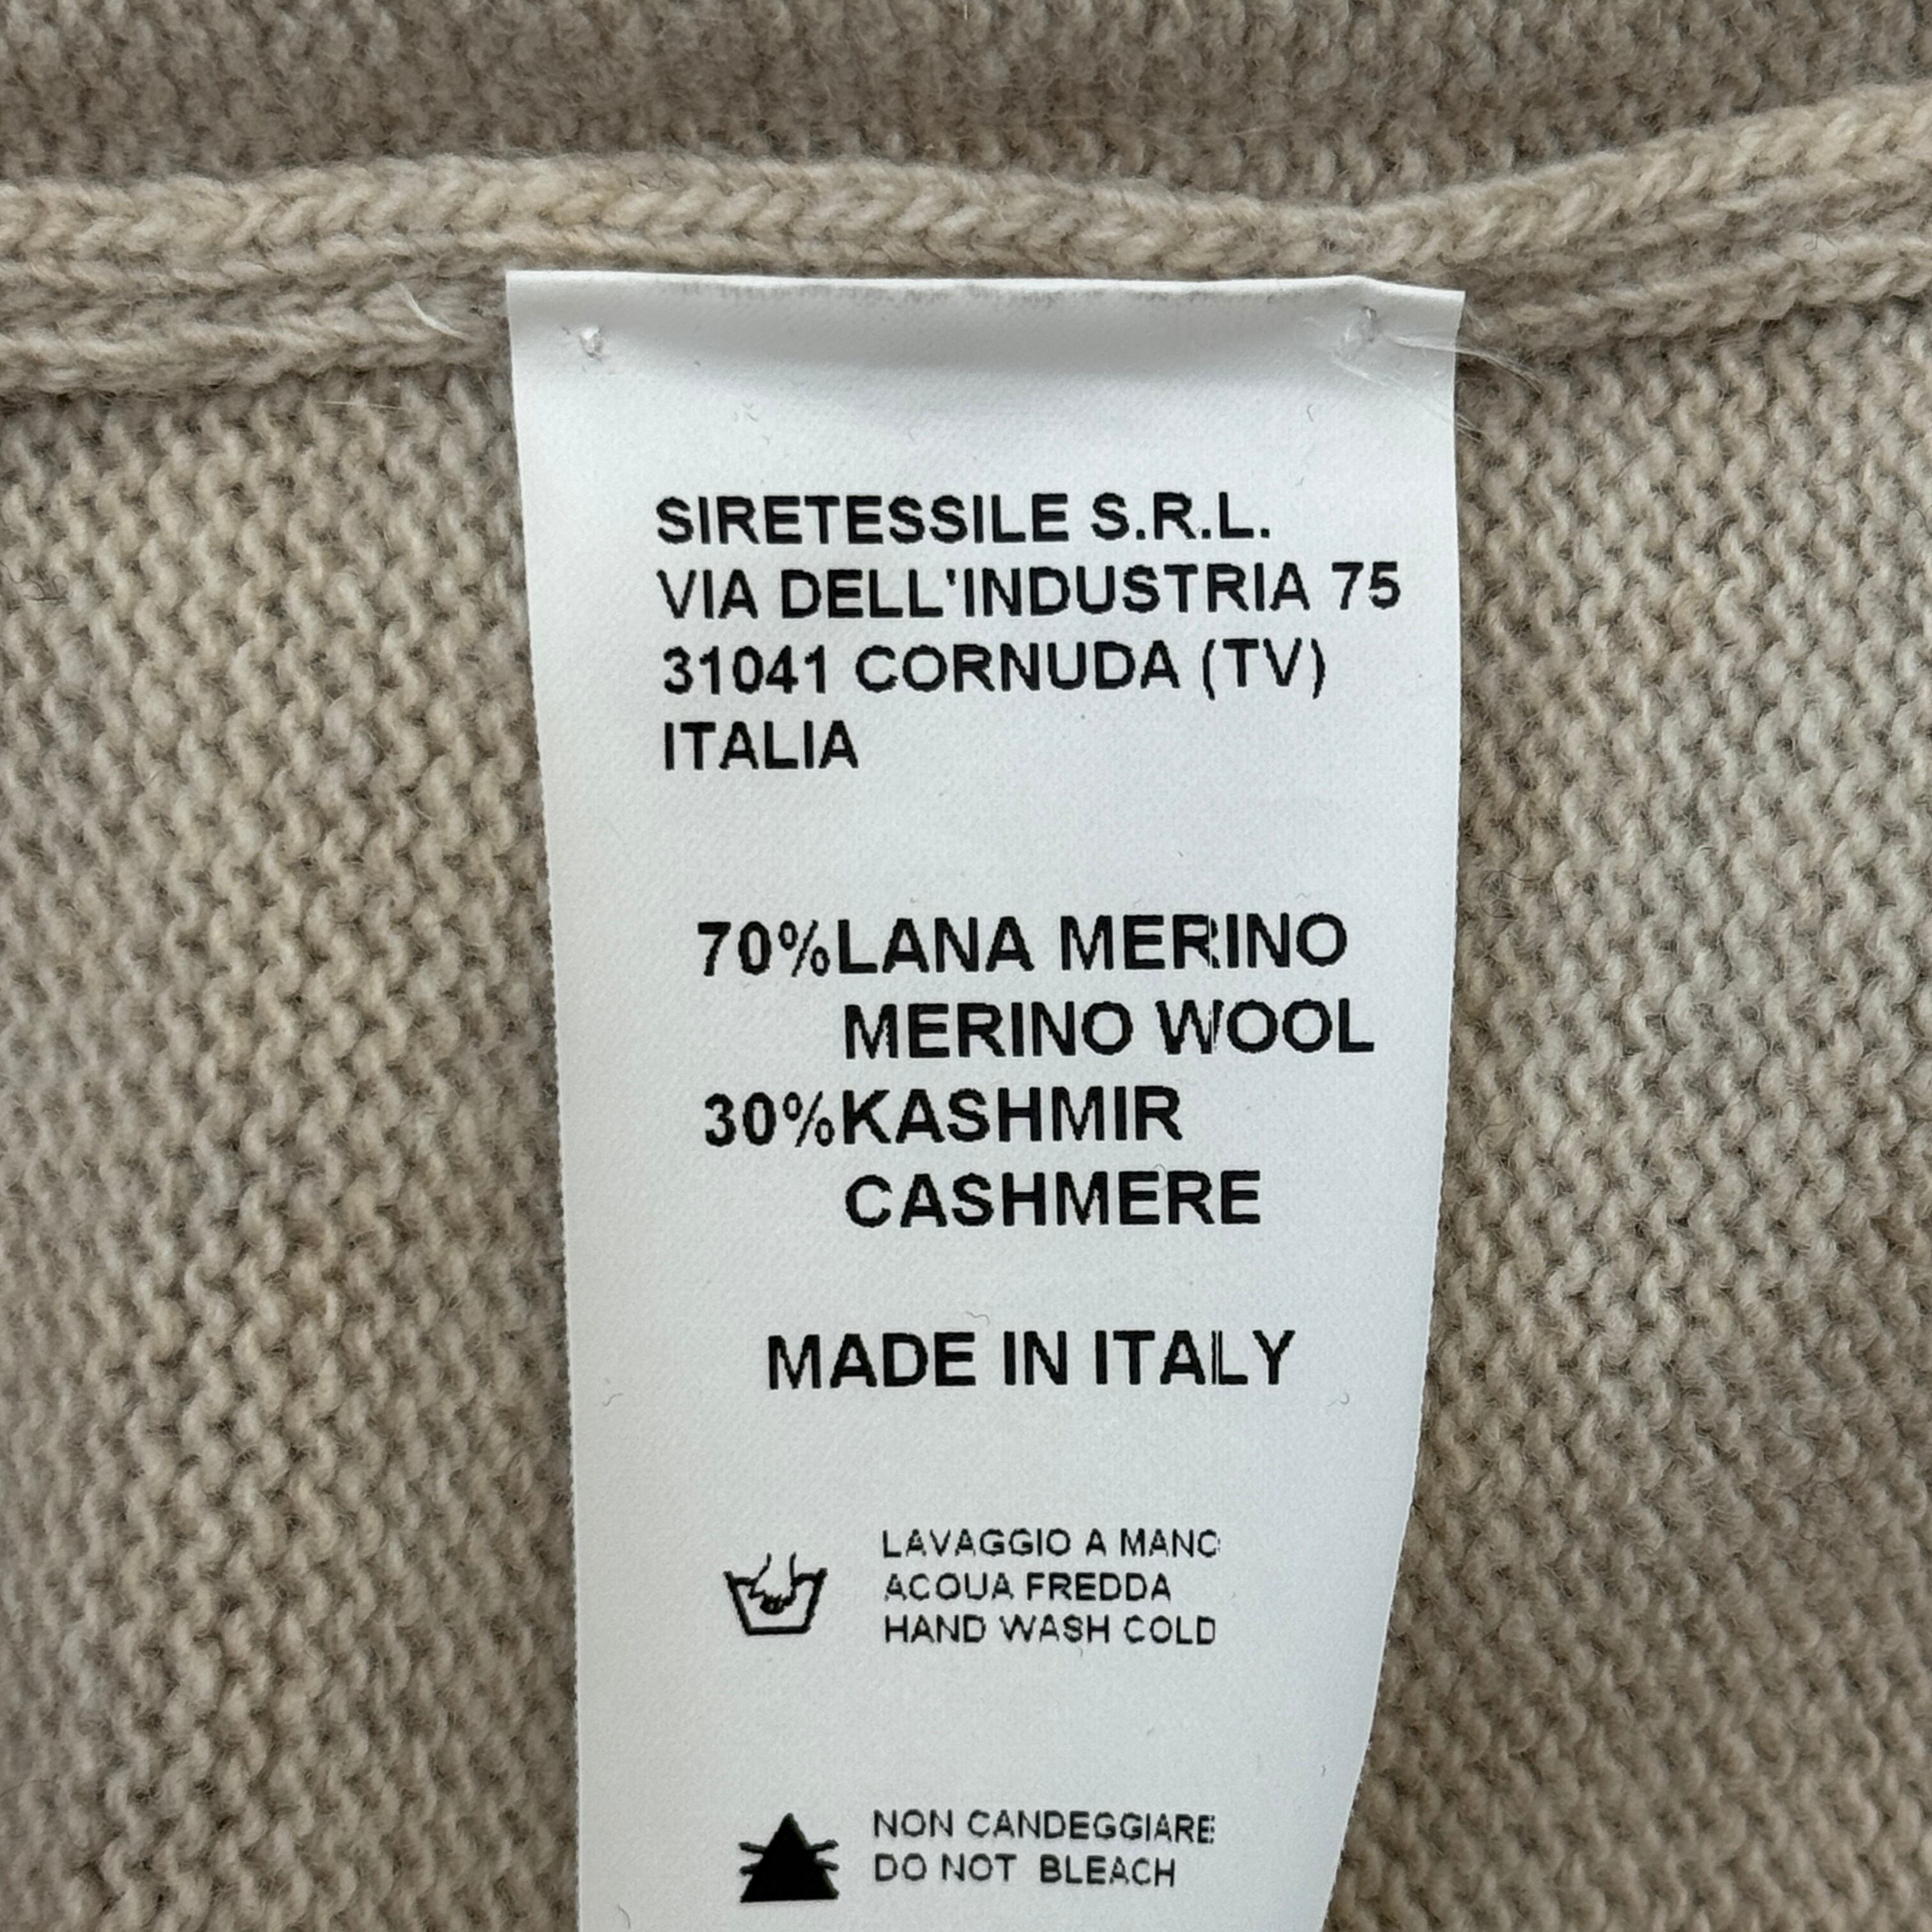 SIRETESSILE S.R.L.
VIA DELL'INDUSTRIA 75
31041 CORNUDA (TV)
ITALIA
70%LANA MERINO
MERINO WOOL
30%KASHMIR
CASHMERE
MADE IN ITALY
LAVAGGIO A MANO
ACQUA FREDDA
HAND WASH COLD
NON CANDEGGIARE
DO NOT BLEACH